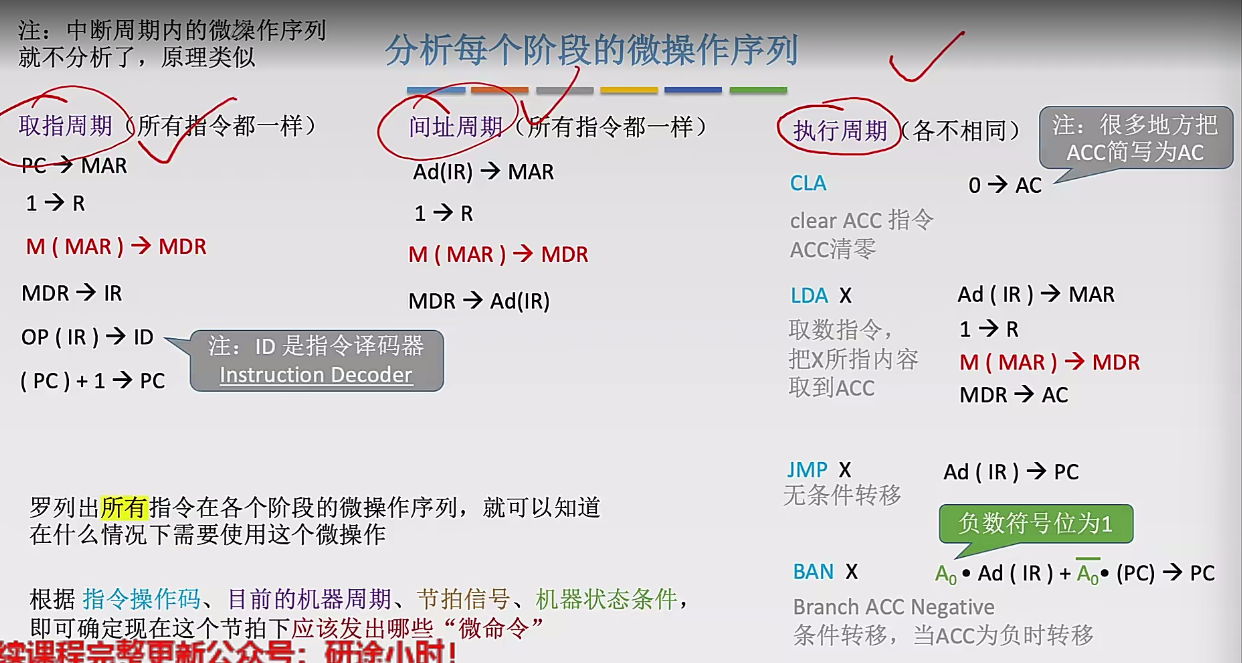 注：中断周期内的微操作序列
就不分析了，原理类似
分析每个阶段的微操作序列
取指周期（所有指令都一样）
PC → MAR
1 → R
M ( MAR ) → MDR
MDR → IR
OP ( IR ) → ID
注：ID 是指令译码器
Instruction Decoder
( PC ) + 1 → PC
间址周期（所有指令都一样）
Ad(IR) → MAR
1 → R
M ( MAR ) → MDR
MDR → Ad(IR)
执行周期（各不相同）
注：很多地方把
ACC简写为AC
CLA 0 → AC
clear ACC 指令
ACC清零
LDA X Ad ( IR ) → MAR
取数指令， 1 → R
把X所指内容 M ( MAR ) → MDR
取到ACC MDR → AC
JMP X Ad ( IR ) → PC
无条件转移
负数符号位为1
BAN X A₀ • Ad ( IR ) + A̅₀ • (PC) → PC
Branch ACC Negative
条件转移，当ACC为负时转移
罗列出所有指令在各个阶段的微操作序列，就可以知道
在什么情况下需要使用这个微操作
根据 指令操作码、目前的机器周期、节拍信号、机器状态条件，
即可确定现在这个节拍下应该发出哪些“微命令”
续课程完整更新公众号：研途小时！